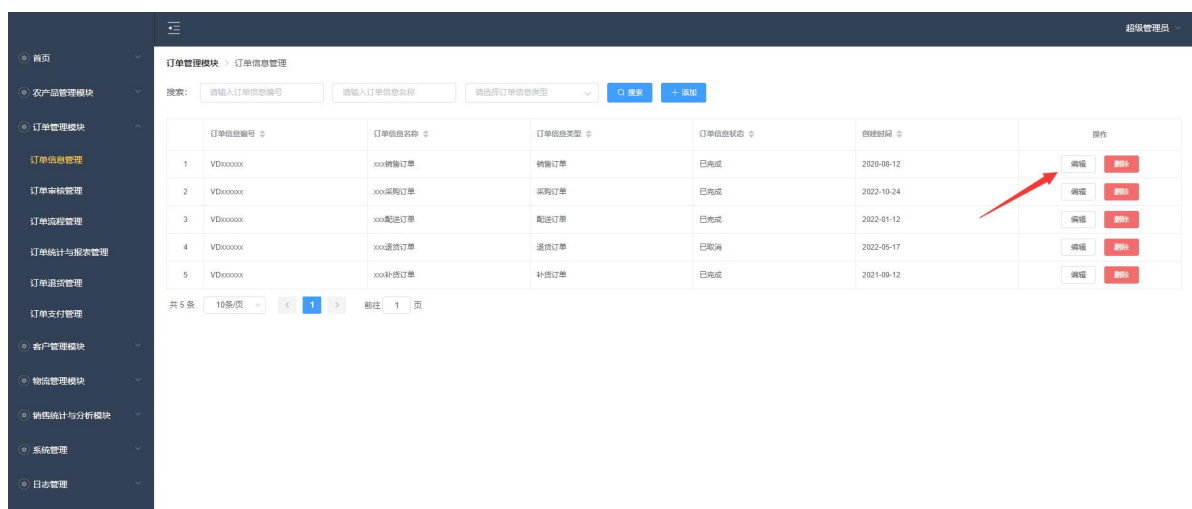 超级管理员
首页
农产品管理模块
订单管理模块
订单信息管理
订单审核管理
订单流程管理
订单统计与报表管理
订单退货管理
订单支付管理
客户管理模块
物流管理模块
销售统计与分析模块
系统管理
日志管理
订单管理模块 > 订单信息管理
搜索: 请输入订单信息编号 请输入订单信息名称 请选择订单信息类型 搜索 + 添加
订单信息编号 订单信息名称 订单信息类型 订单信息状态 创建时间 操作
1 VDxxxxxx xxx销售订单 销售订单 已完成 2020-08-12 编辑 删除
2 VDxxxxxx xxx采购订单 采购订单 已完成 2022-10-24 编辑 删除
3 VDxxxxxx xxx配送订单 配送订单 已完成 2022-01-12 编辑 删除
4 VDxxxxxx xxx退货订单 退货订单 已取消 2022-05-17 编辑 删除
5 VDxxxxxx xxx补货订单 补货订单 已完成 2021-09-12 编辑 删除
共 5 条 10条/页 < 1 > 前往 1 页